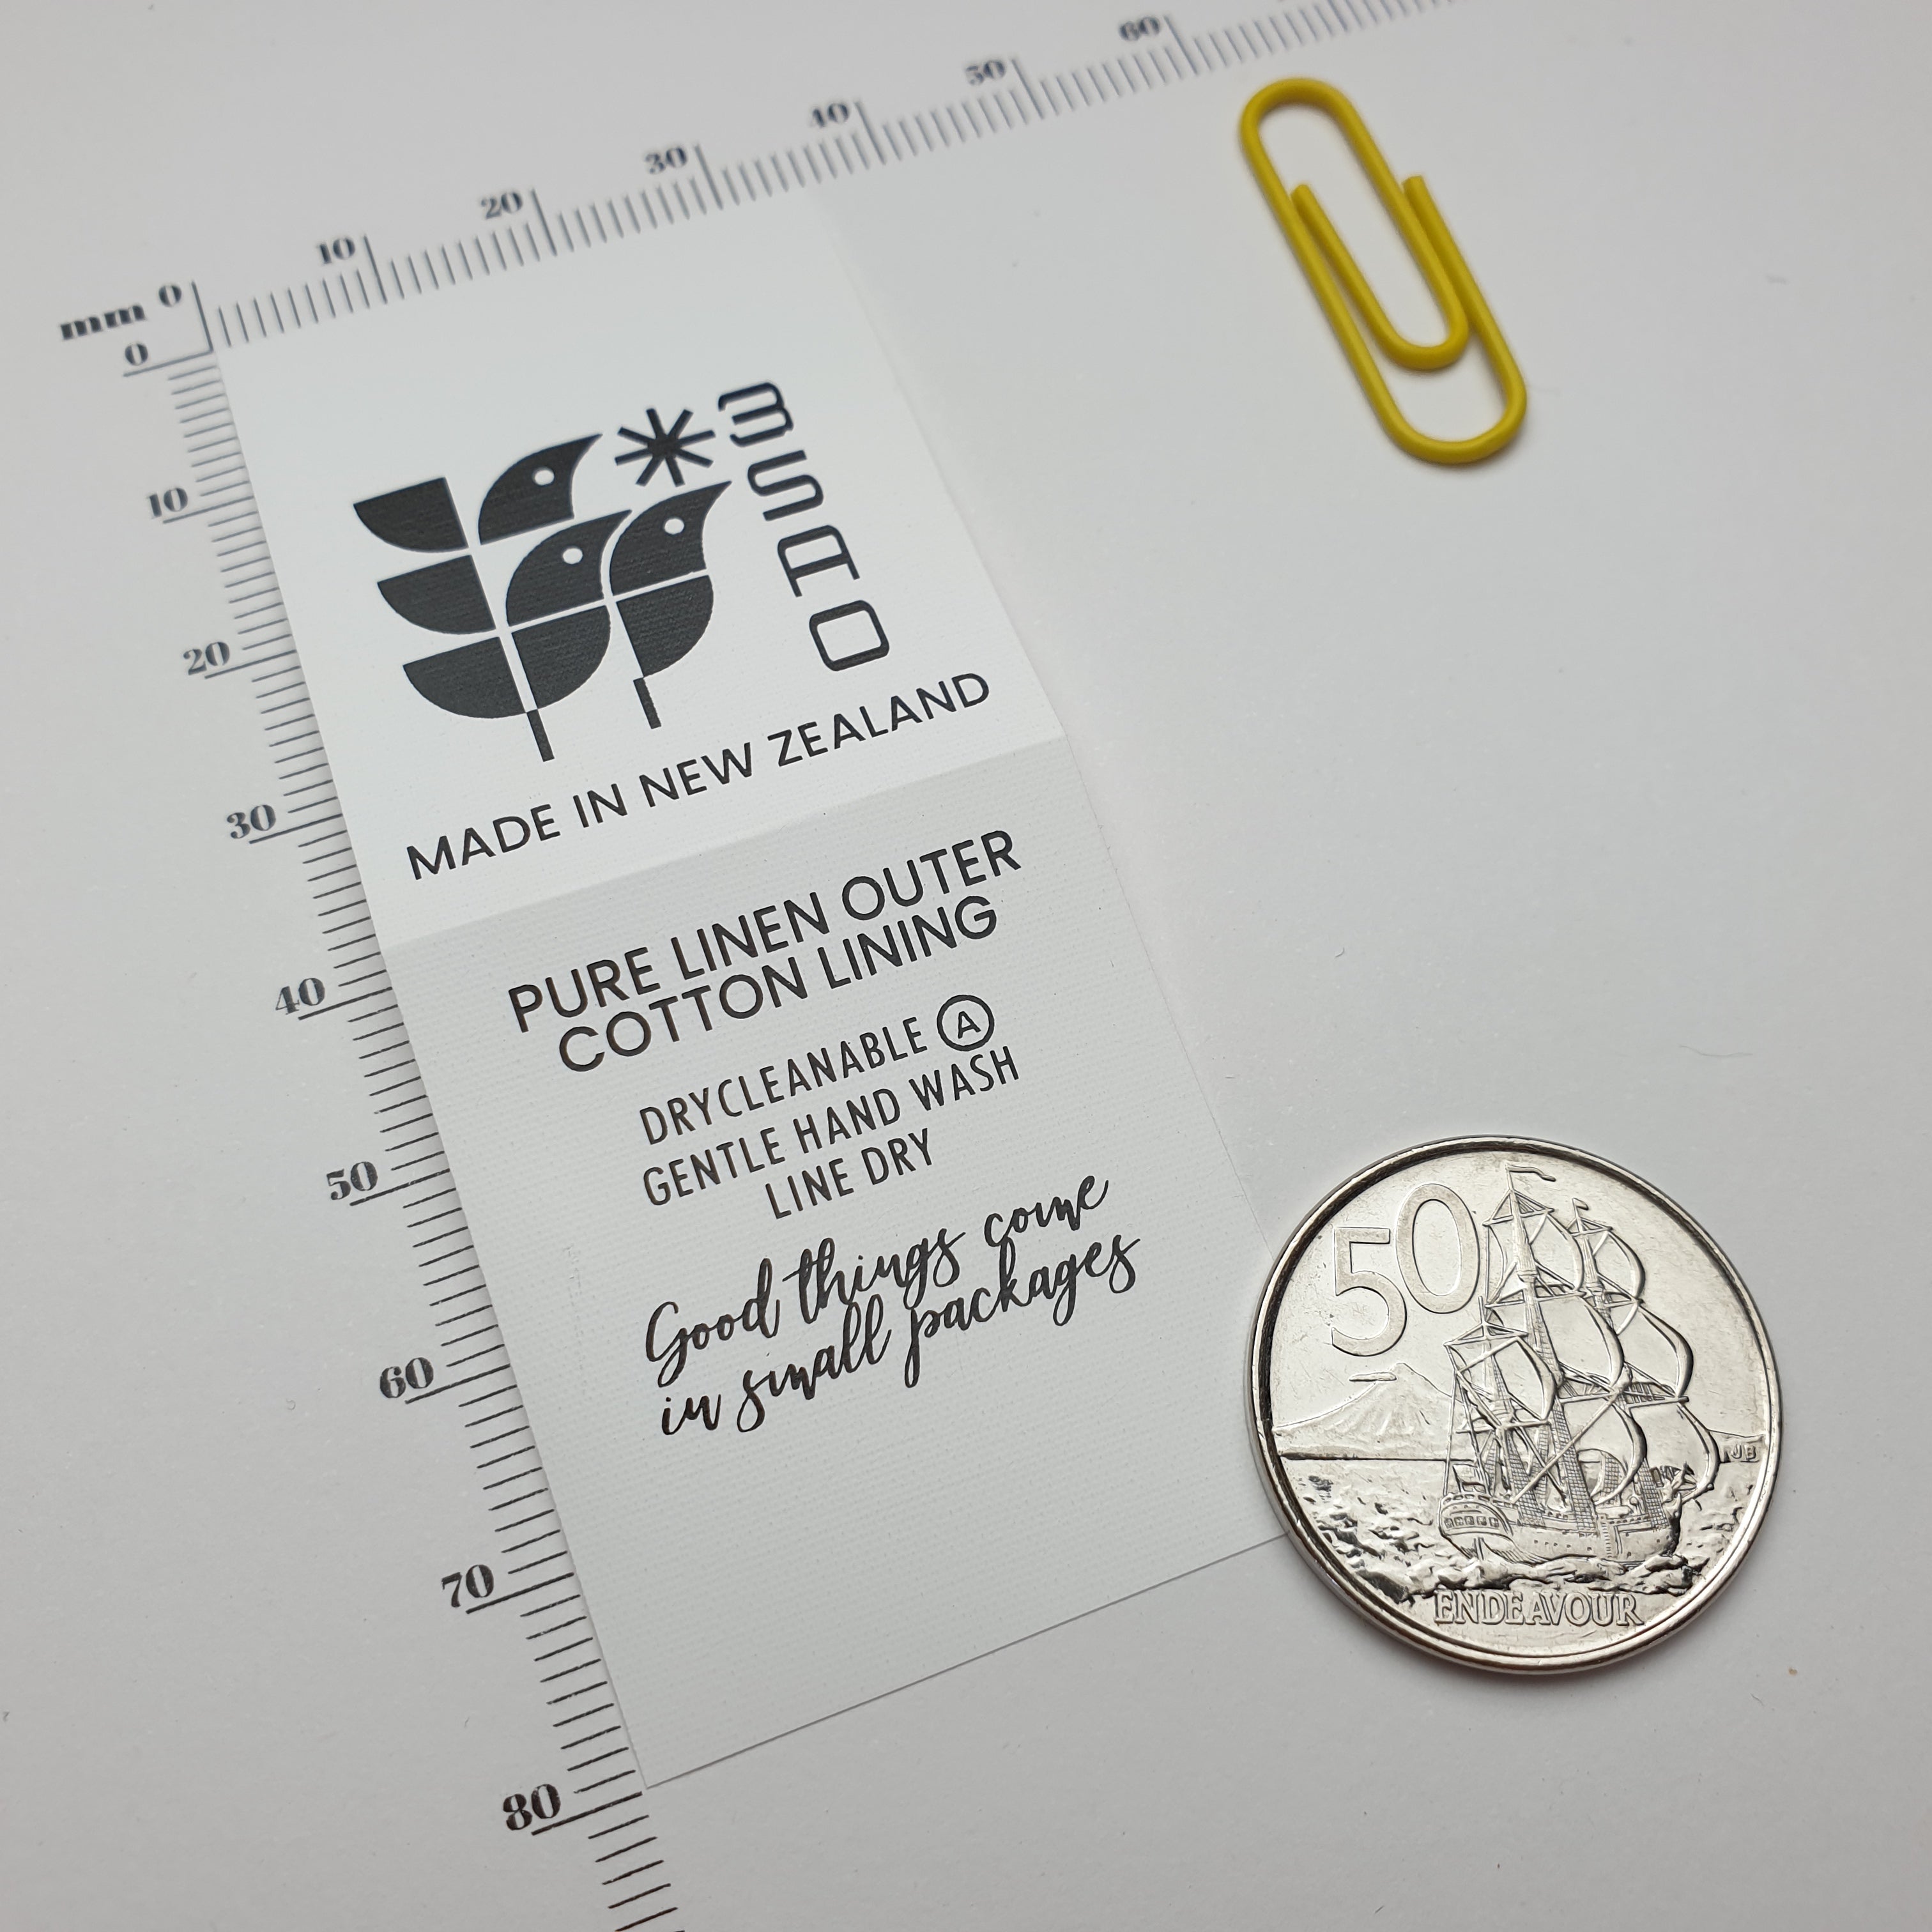 mm 0 10 20 30 40 50 60
0
10
20
30
40
50
60
70
80
3SAO
MADE IN NEW ZEALAND
PURE LINEN OUTER
COTTON LINING
DRYCLEANABLE Ⓐ
GENTLE HAND WASH
LINE DRY
Good things come
in small packages
50
JB
ENDEAVOUR